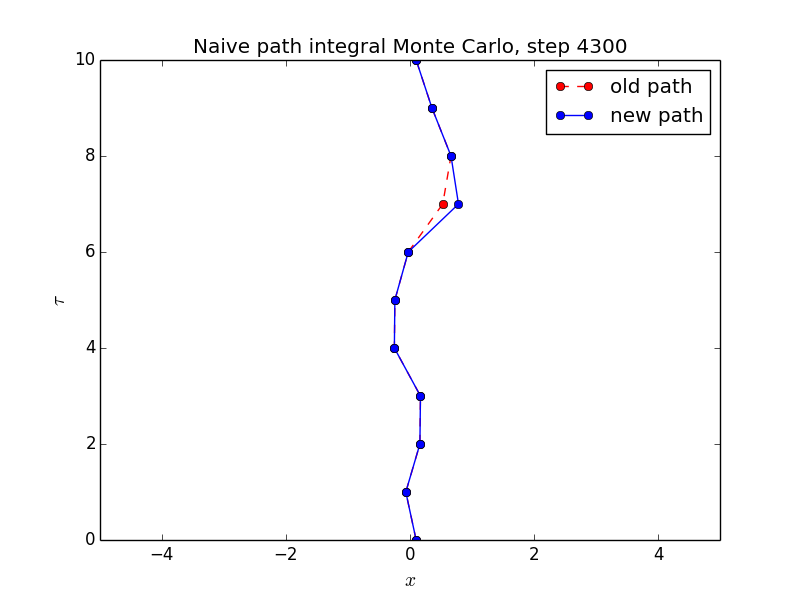 Naive path integral Monte Carlo, step 4300
10
8
6
4
2
0
τ
old path
new path
−4 −2 0 2 4
x